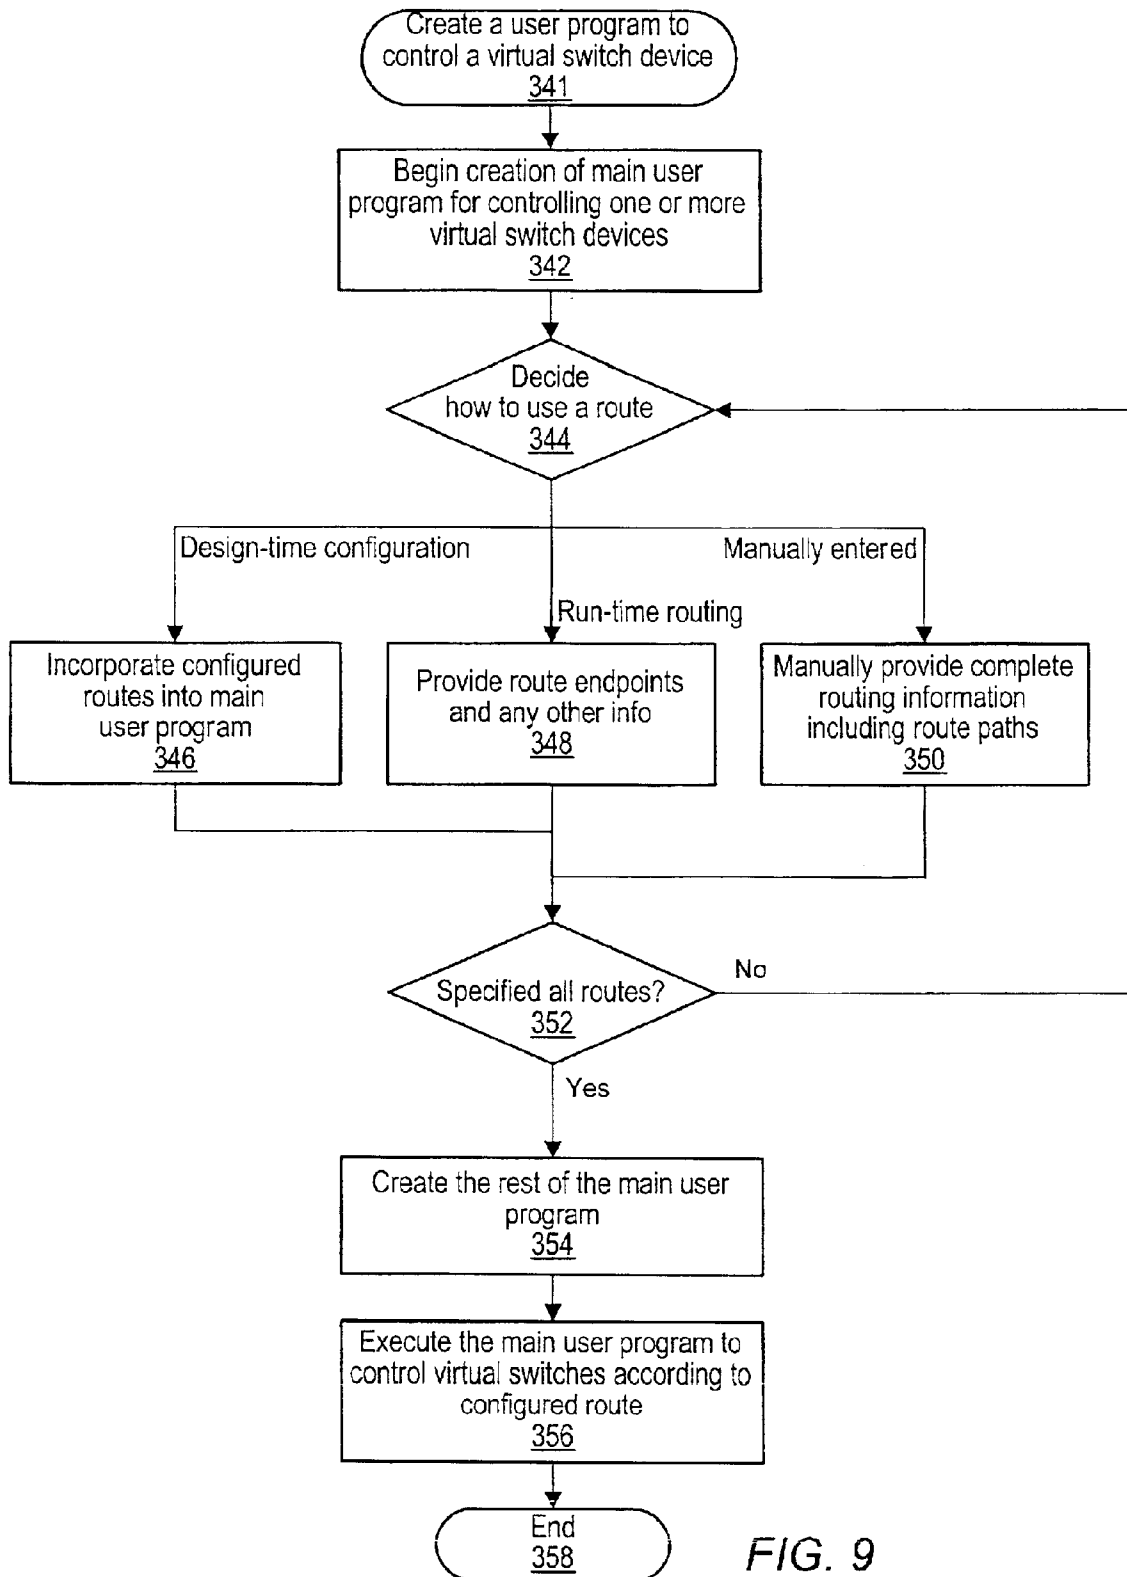 Create a user program to
control a virtual switch device
341
Begin creation of main user
program for controlling one or more
virtual switch devices
342
Decide
how to use a route
344
Design-time configuration
Manually entered
Run-time routing
Incorporate configured
routes into main
user program
346
Provide route endpoints
and any other info
348
Manually provide complete
routing information
including route paths
350
Specified all routes?
352
No
Yes
Create the rest of the main user
program
354
Execute the main user program to
control virtual switches according to
configured route
356
End
358
FIG. 9